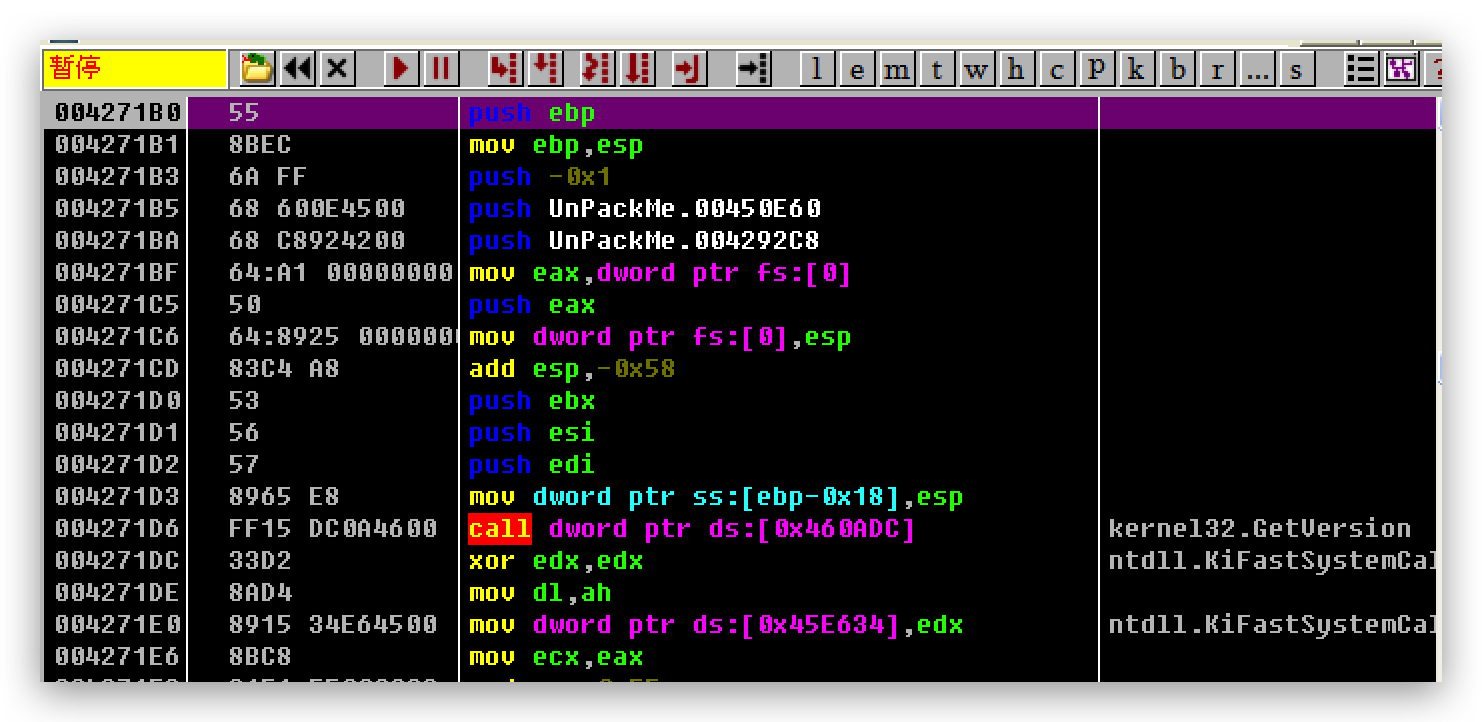 暂停 l e m t w h c p k b r ... s
004271B0 55 push ebp
004271B1 8BEC mov ebp,esp
004271B3 6A FF push -0x1
004271B5 68 600E4500 push UnPackMe.00450E60
004271BA 68 C8924200 push UnPackMe.004292C8
004271BF 64:A1 00000000 mov eax,dword ptr fs:[0]
004271C5 50 push eax
004271C6 64:8925 000000 mov dword ptr fs:[0],esp
004271CD 83C4 A8 add esp,-0x58
004271D0 53 push ebx
004271D1 56 push esi
004271D2 57 push edi
004271D3 8965 E8 mov dword ptr ss:[ebp-0x18],esp
004271D6 FF15 DC0A4600 call dword ptr ds:[0x460ADC] kernel32.GetVersion
004271DC 33D2 xor edx,edx ntdll.KiFastSystemCal
004271DE 8AD4 mov dl,ah
004271E0 8915 34E64500 mov dword ptr ds:[0x45E634],edx ntdll.KiFastSystemCal
004271E6 8BC8 mov ecx,eax